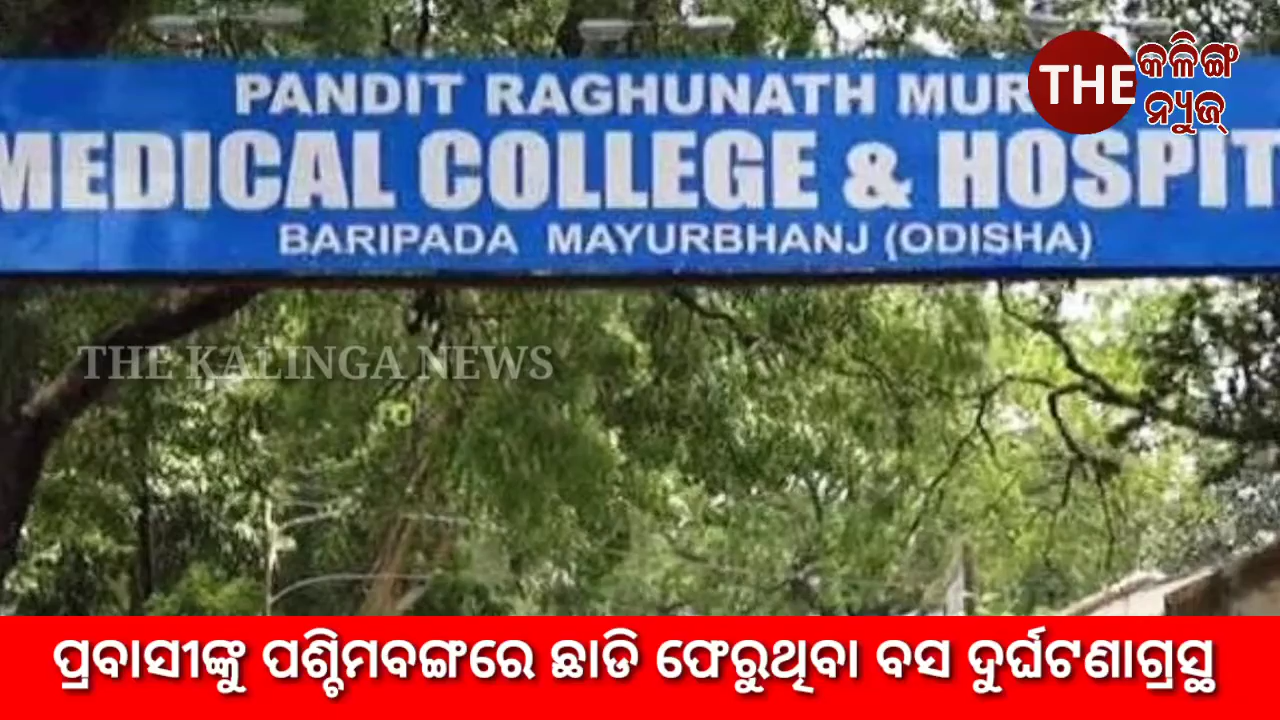 PANDIT RAGHUNATH MUR
THE
କଳିଙ୍ଗ
ନ୍ୟୁଜ୍
MEDICAL COLLEGE & HOSPIT
BARIPADA MAYURBHANJ (ODISHA)
THE KALINGA NEWS
ପ୍ରବାସୀଙ୍କୁ ପଶ୍ଚିମବଙ୍ଗରେ ଛାଡି ଫେରୁଥିବା ବସ ଦୁର୍ଘଟଣାଗ୍ରସ୍ଥ